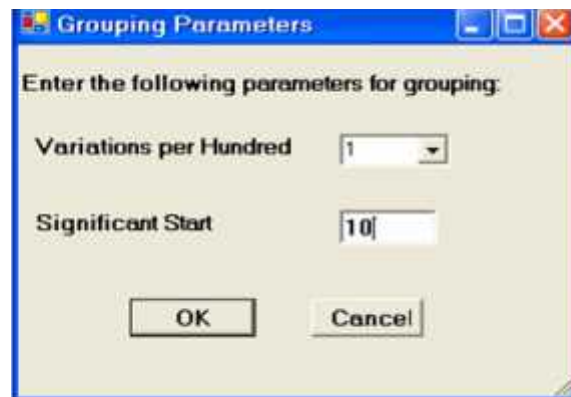 Grouping Parameters
Enter the following parameters for grouping:
Variations per Hundred 1
Significant Start 10
OK Cancel